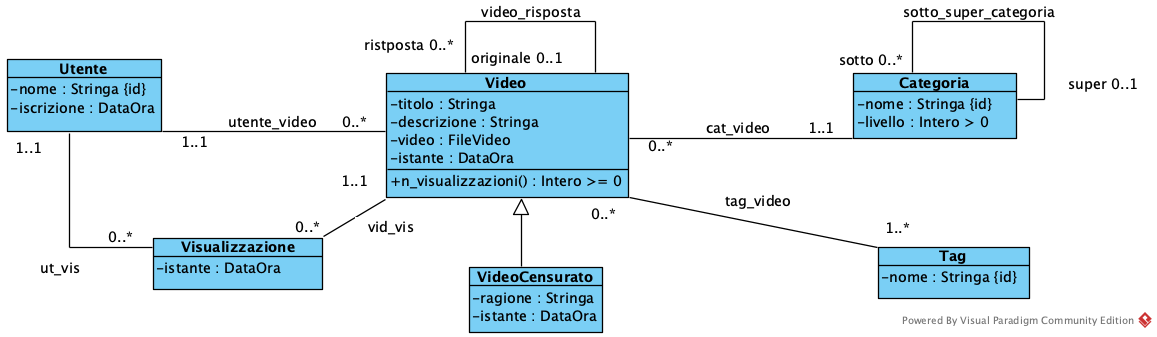 video_risposta
sotto_super_categoria
ristposta 0..*
originale 0..1
sotto 0..*
super 0..1
Utente
-nome : Stringa {id}
-iscrizione : DataOra
Video
-titolo : Stringa
-descrizione : Stringa
-video : FileVideo
-istante : DataOra
+n_visualizzazioni() : Intero >= 0
Categoria
-nome : Stringa {id}
-livello : Intero > 0
utente_video
0..*
1..1
cat_video
1..1
0..*
1..1
1..1
0..*
tag_video
1..*
0..*
vid_vis
0..*
ut_vis
Visualizzazione
-istante : DataOra
VideoCensurato
-ragione : Stringa
-istante : DataOra
Tag
-nome : Stringa {id}
Powered By Visual Paradigm Community Edition